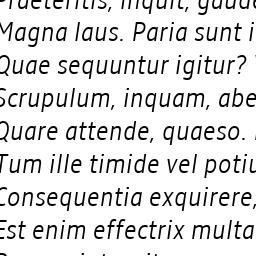 Praeteritis, inquit, gaude
Magna laus. Paria sunt i
Quae sequuntur igitur?
Scrupulum, inquam, abe
Quare attende, quaeso.
Tum ille timide vel potiu
Consequentia exquirere,
Est enim effectrix multa